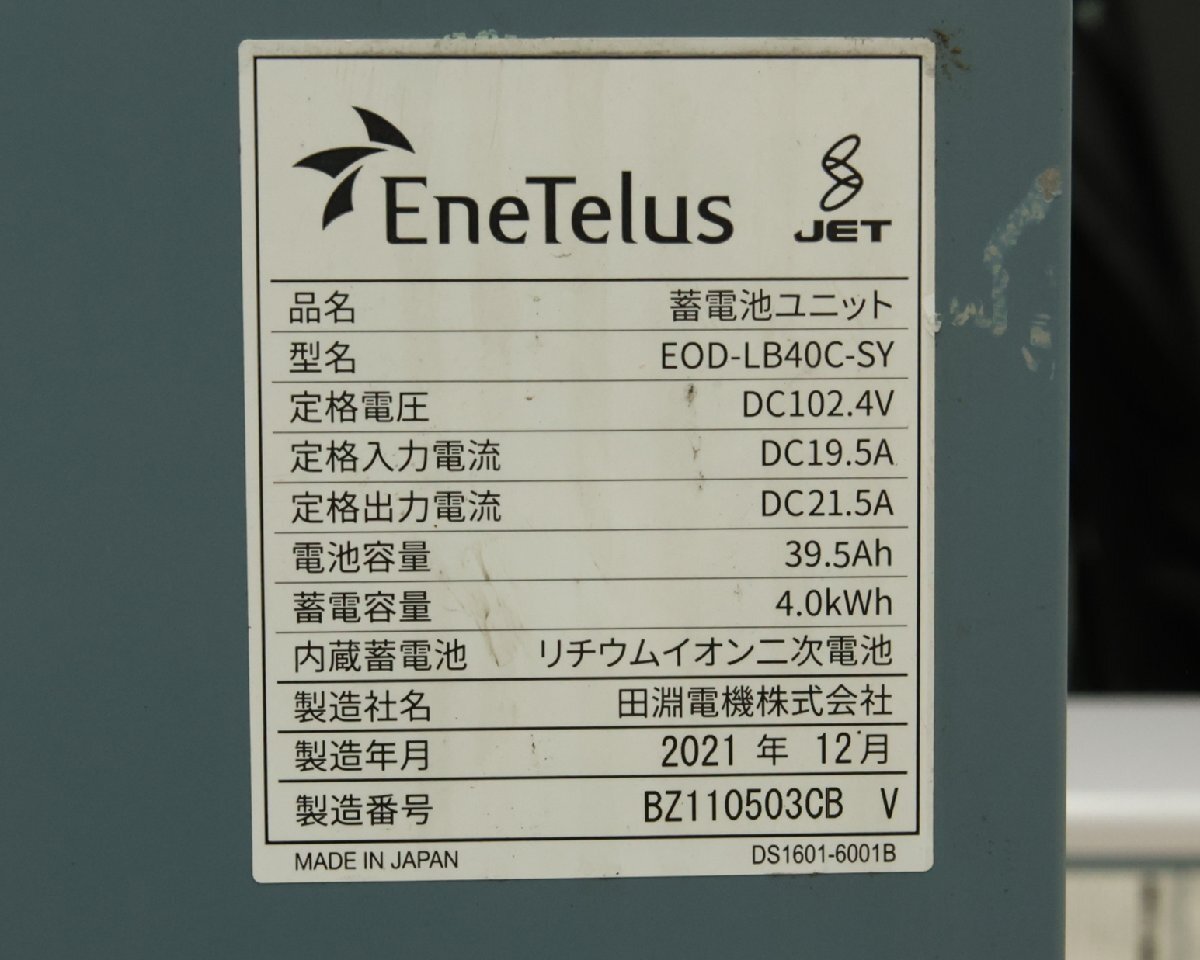 EneTelus JET
品名 蓄電池ユニット
型名 EOD-LB40C-SY
定格電圧 DC102.4V
定格入力電流 DC19.5A
定格出力電流 DC21.5A
電池容量 39.5Ah
蓄電容量 4.0kWh
内蔵蓄電池 リチウムイオン二次電池
製造社名 田淵電機株式会社
製造年月 2021 年 12月
製造番号 BZ110503CB V
MADE IN JAPAN DS1601-6001B